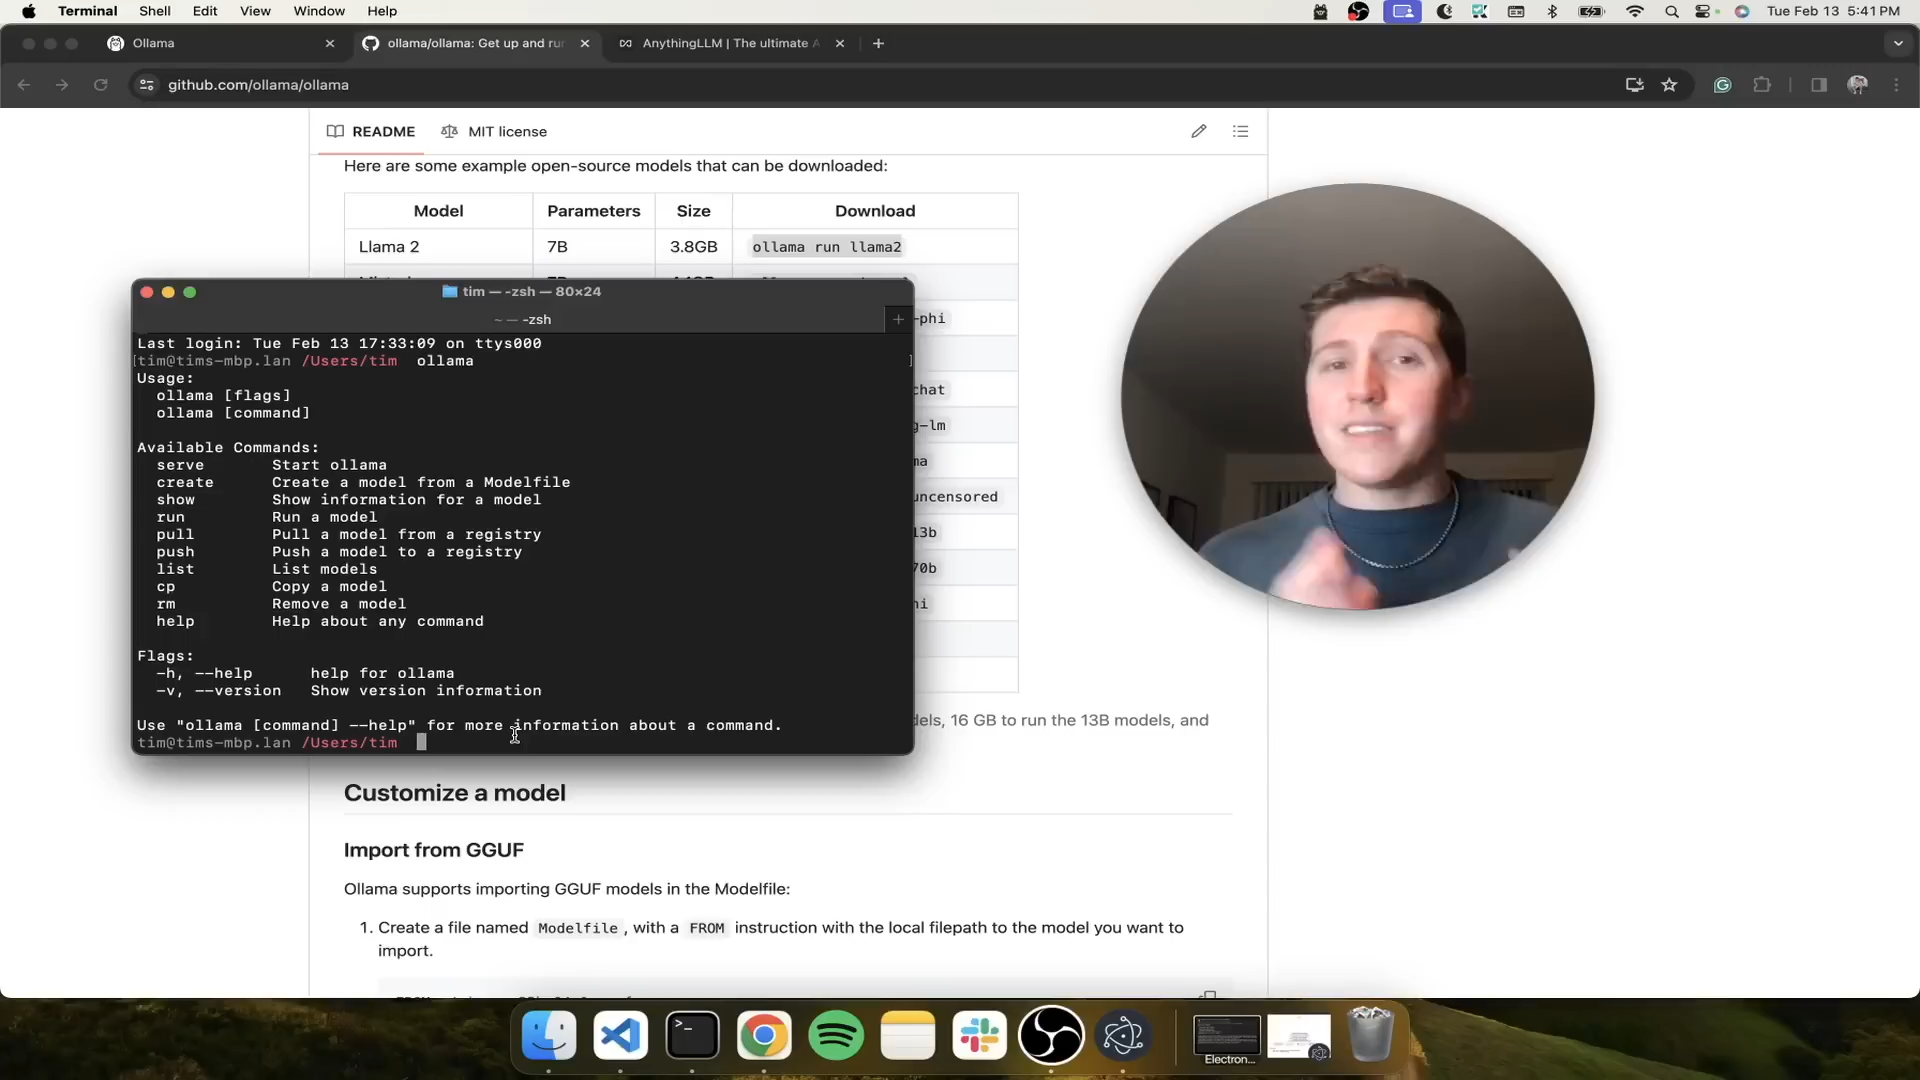 Terminal Shell Edit View Window Help Tue Feb 13 5:41 PM
Ollama
ollama/ollama: Get up and run
AnythingLLM | The ultimate A
github.com/ollama/ollama
README MIT license
Here are some example open-source models that can be downloaded:
Model Parameters Size Download
Llama 2 7B 3.8GB ollama run llama2
-phi
chat
g-lm
ma
uncensored
13b
70b
hi
tim — -zsh — 80×24
~ — -zsh
Last login: Tue Feb 13 17:33:09 on ttys000
[tim@tims-mbp.lan /Users/tim ollama ]
Usage:
ollama [flags]
ollama [command]
Available Commands:
serve Start ollama
create Create a model from a Modelfile
show Show information for a model
run Run a model
pull Pull a model from a registry
push Push a model to a registry
list List models
cp Copy a model
rm Remove a model
help Help about any command
Flags:
-h, --help help for ollama
-v, --version Show version information
Use "ollama [command] --help" for more information about a command.
tim@tims-mbp.lan /Users/tim
dels, 16 GB to run the 13B models, and
Customize a model
Import from GGUF
Ollama supports importing GGUF models in the Modelfile:
1. Create a file named Modelfile, with a FROM instruction with the local filepath to the model you want to
import.
Electron...